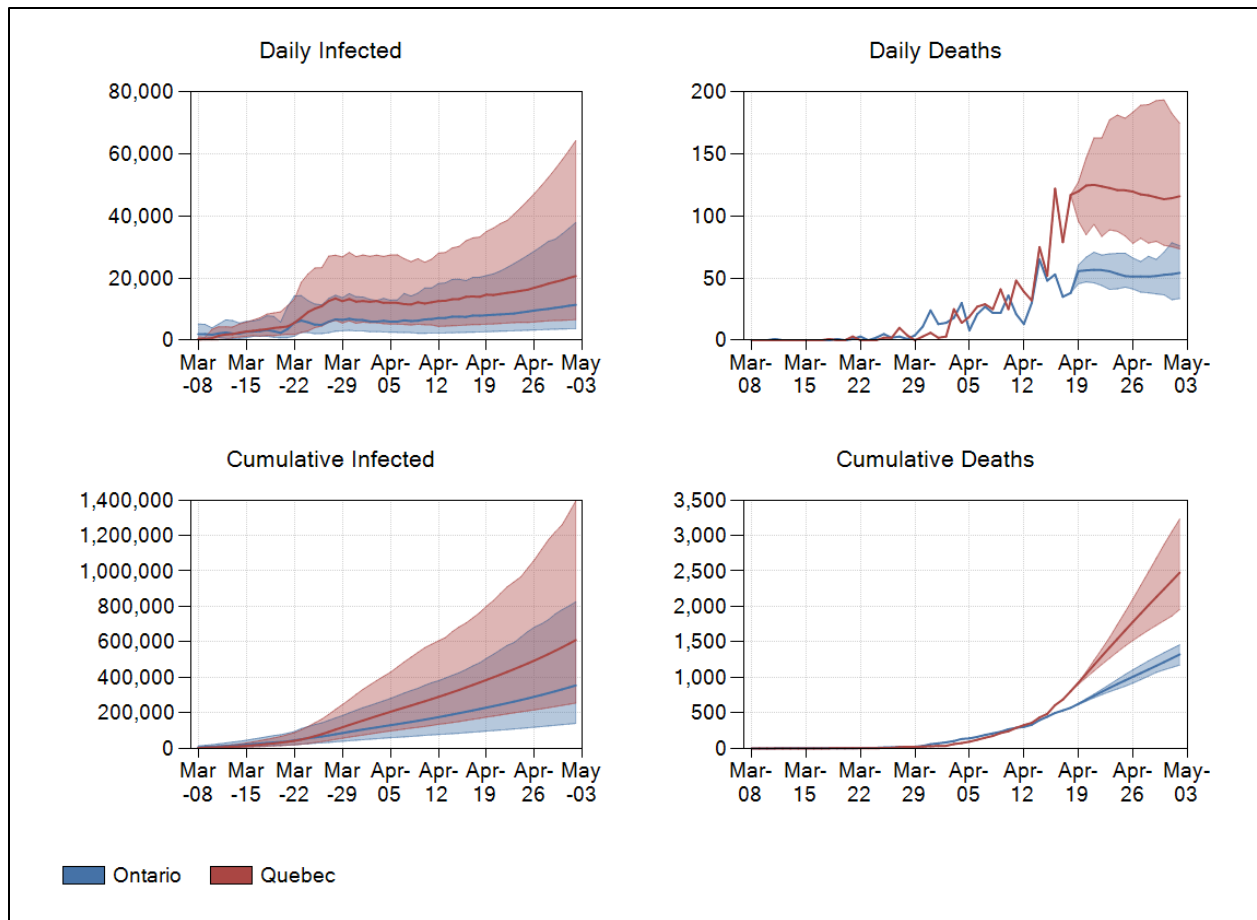 Daily Infected
80,000
60,000
40,000
20,000
0
Mar Mar Mar Mar Apr- Apr- Apr- Apr- May
-08 -15 -22 -29 05 12 19 26 -03
Daily Deaths
200
150
100
50
0
Mar- Mar- Mar- Mar- Apr- Apr- Apr- Apr- May-
08 15 22 29 05 12 19 26 03
Cumulative Infected
1,400,000
1,200,000
1,000,000
800,000
600,000
400,000
200,000
0
Mar Mar Mar Mar Apr- Apr- Apr- Apr- May
-08 -15 -22 -29 05 12 19 26 -03
Cumulative Deaths
3,500
3,000
2,500
2,000
1,500
1,000
500
0
Mar- Mar- Mar- Mar- Apr- Apr- Apr- Apr- May-
08 15 22 29 05 12 19 26 03
Ontario Quebec